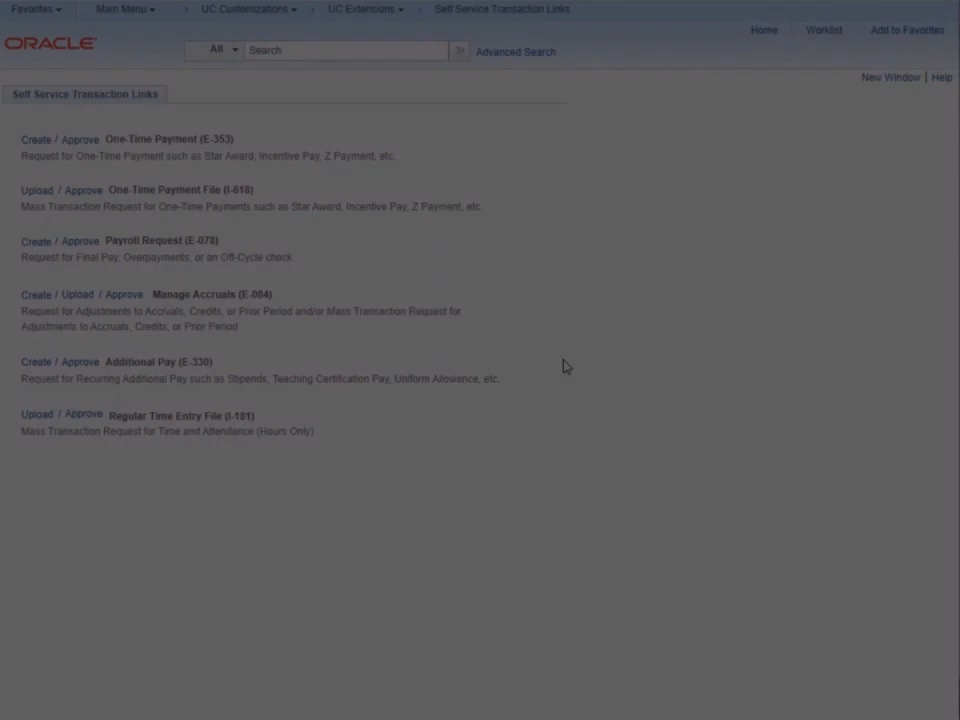 Favorites Main Menu > UC Customizations > UC Extensions > Self Service Transaction Links
Home Worklist Add to Favorites
ORACLE
All Search » Advanced Search
New Window | Help
Self Service Transaction Links
Create / Approve One-Time Payment (E-353)
Request for One-Time Payment such as Star Award, Incentive Pay, Z Payment, etc.
Upload / Approve One-Time Payment File (I-618)
Mass Transaction Request for One-Time Payments such as Star Award, Incentive Pay, Z Payment, etc.
Create / Approve Payroll Request (E-078)
Request for Final Pay, Overpayments, or an Off-Cycle check.
Create / Upload / Approve Manage Accruals (E-084)
Request for Adjustments to Accruals, Credits, or Prior Period and/or Mass Transaction Request for
Adjustments to Accruals, Credits, or Prior Period
Create / Approve Additional Pay (E-330)
Request for Recurring Additional Pay such as Stipends, Teaching Certification Pay, Uniform Allowance, etc.
Upload / Approve Regular Time Entry File (I-181)
Mass Transaction Request for Time and Attendance (Hours Only)